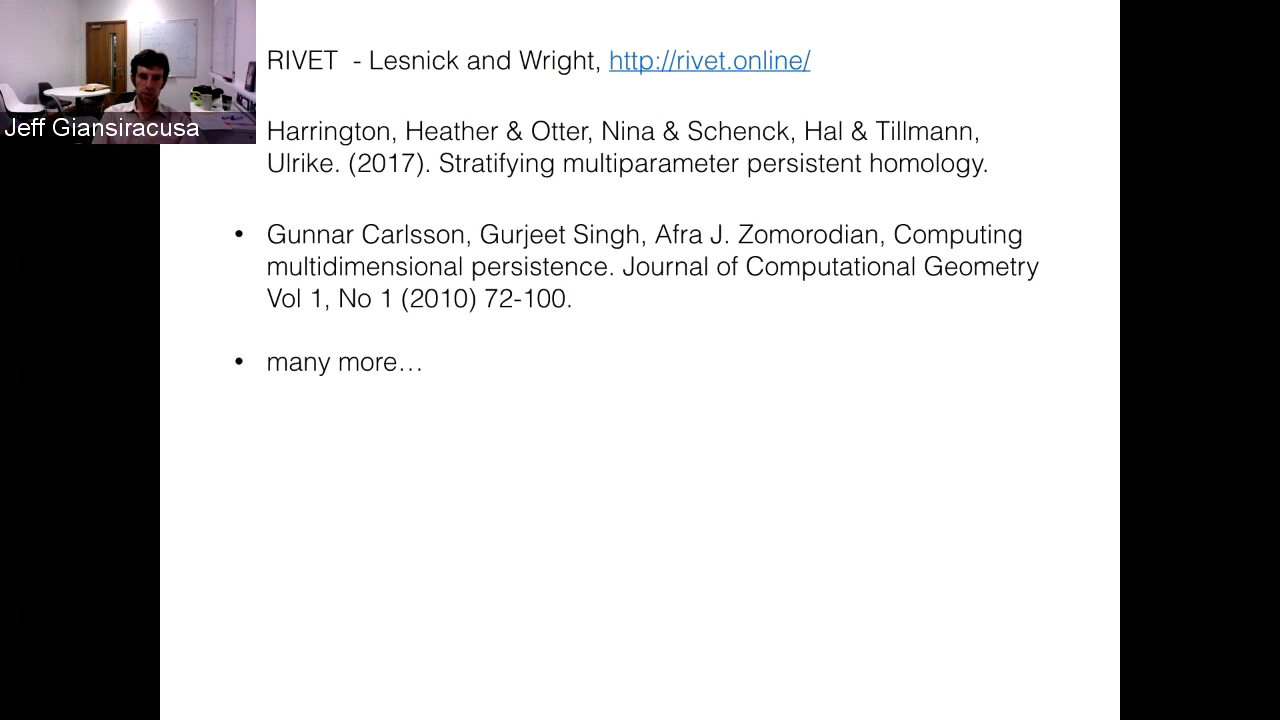 RIVET - Lesnick and Wright, http://rivet.online/
Jeff Giansiracusa
Harrington, Heather & Otter, Nina & Schenck, Hal & Tillmann,
Ulrike. (2017). Stratifying multiparameter persistent homology.
• Gunnar Carlsson, Gurjeet Singh, Afra J. Zomorodian, Computing
multidimensional persistence. Journal of Computational Geometry
Vol 1, No 1 (2010) 72-100.
• many more…